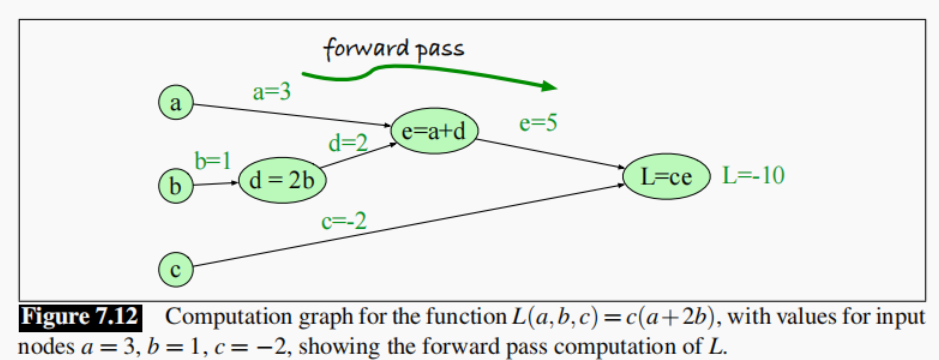 forward pass
a=3
a
e=a+d
e=5
d=2
b=1
b
d = 2b
L=ce
L=-10
c=-2
c
Figure 7.12 Computation graph for the function L(a,b,c)=c(a+2b), with values for input
nodes a = 3, b = 1, c = −2, showing the forward pass computation of L.